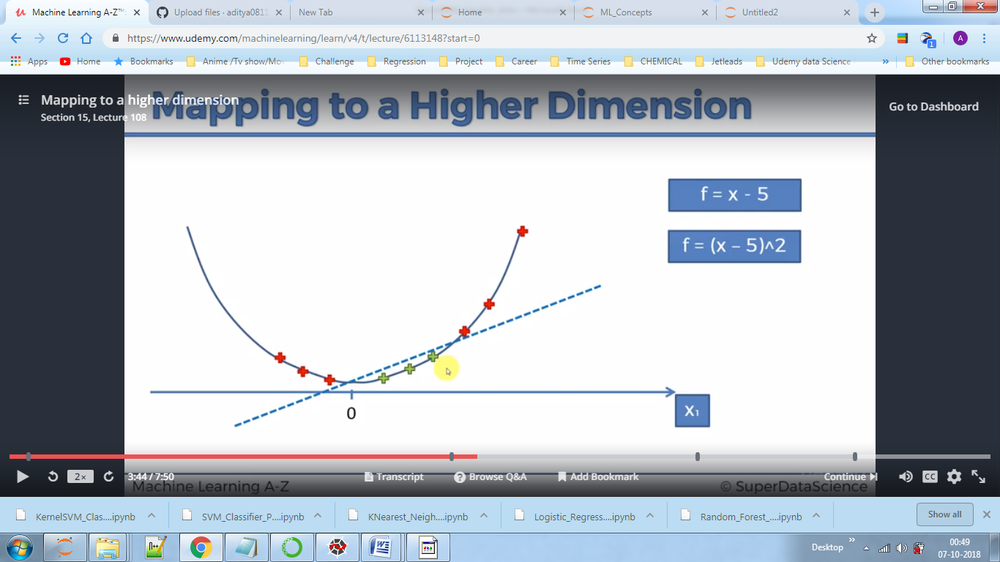 Machine Learning A-Z™:
Upload files · aditya0811
New Tab
Home
ML_Concepts
Untitled2
https://www.udemy.com/machinelearning/learn/v4/t/lecture/6113148?start=0
A
1
Apps
Home
Bookmarks
Anime /Tv show/Mov
Challenge
Regression
Project
Career
Time Series
CHEMICAL
Jetleads
Udemy data Science
»
Other bookmarks
Mapping to a higher dimension
Section 15, Lecture 108
Mapping to a Higher Dimension
Go to Dashboard
f = x - 5
f = (x – 5)^2
0
x₁
2×
3:44 / 7:50
Transcript
Browse Q&A
Add Bookmark
Continue
CC
Machine Learning A-Z
© SuperDataScience
KernelSVM_Clas....ipynb
SVM_Classifier_P....ipynb
KNearest_Neigh....ipynb
Logistic_Regress....ipynb
Random_Forest_....ipynb
Show all
Desktop
»
00:49
07-10-2018